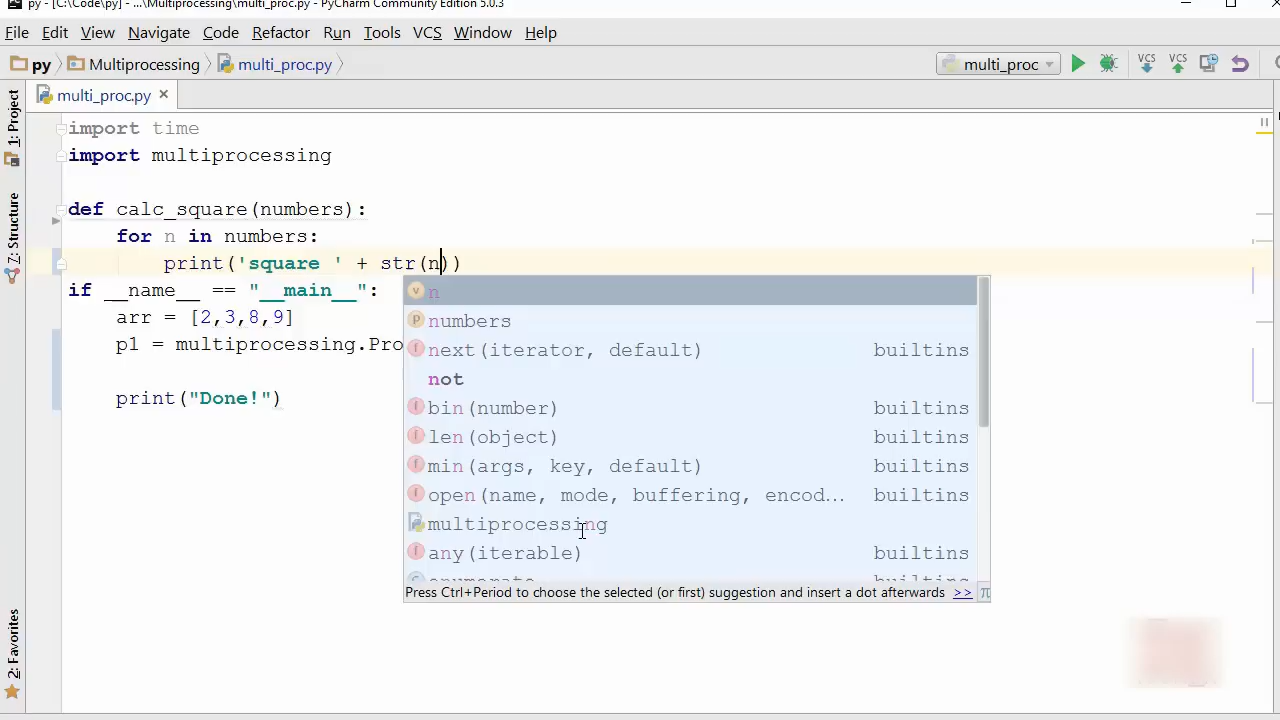 py - [C:\Code\py] - ...\Multiprocessing\multi_proc.py - PyCharm Community Edition 5.0.3
File Edit View Navigate Code Refactor Run Tools VCS Window Help
py Multiprocessing multi_proc.py multi_proc VCS VCS
multi_proc.py
1: Project
7: Structure
2: Favorites
import time
import multiprocessing
def calc_square(numbers):
for n in numbers:
print('square ' + str(n))
if __name__ == "__main__":
arr = [2,3,8,9]
p1 = multiprocessing.Pro
print("Done!")
n
numbers
next(iterator, default) builtins
not
bin(number) builtins
len(object) builtins
min(args, key, default) builtins
open(name, mode, buffering, encod... builtins
multiprocessing
any(iterable) builtins
enumerate builtins
Press Ctrl+Period to choose the selected (or first) suggestion and insert a dot afterwards >> π